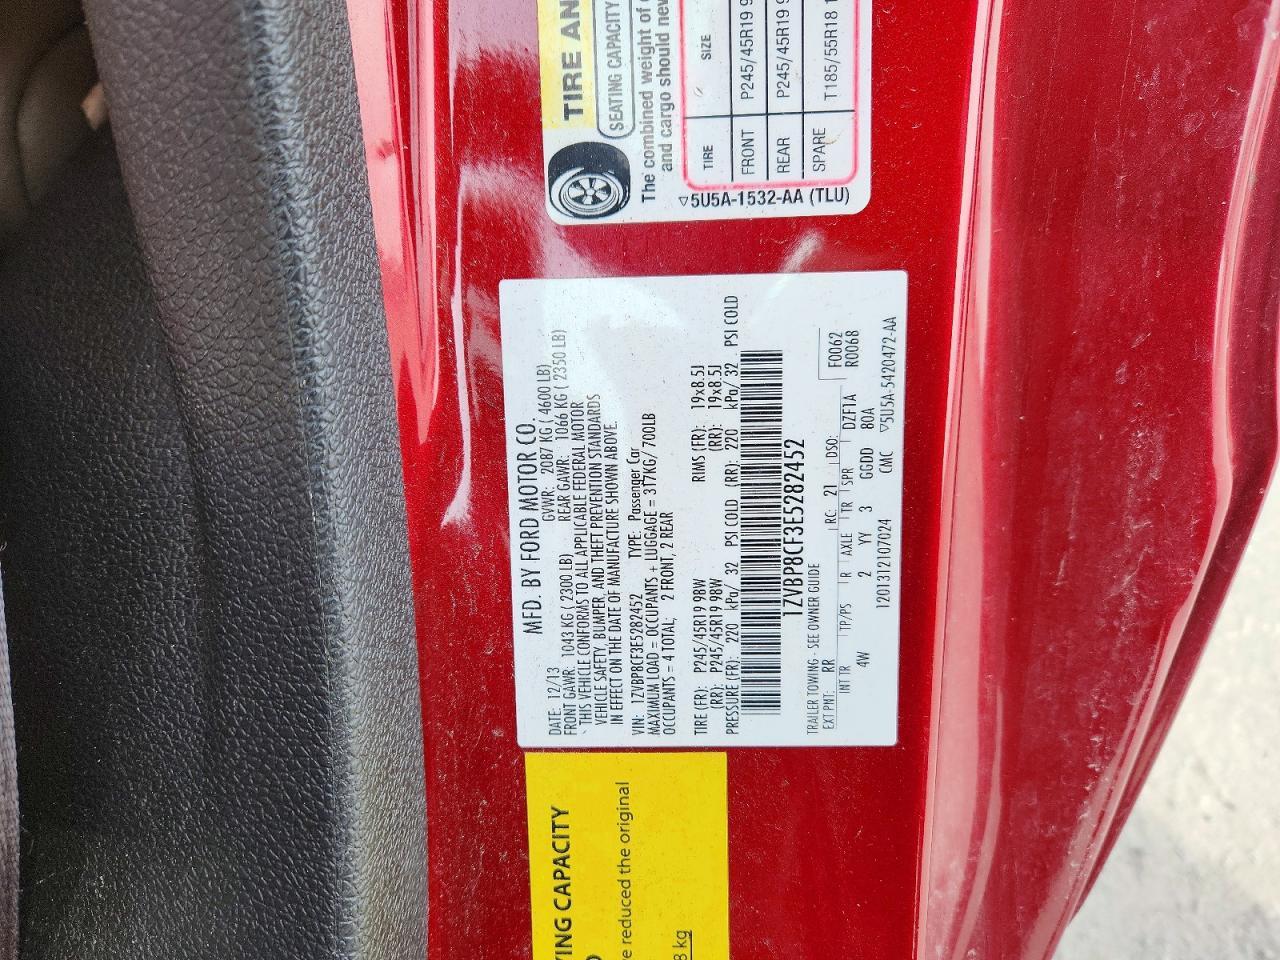 TIRE AN
SEATING CAPACITY
The combined weight of
and cargo should nev
TIRE SIZE
FRONT P245/45R19 9
REAR P245/45R19 9
SPARE T185/55R18 1
▽5U5A-1532-AA (TLU)
MFD. BY FORD MOTOR CO.
DATE: 12/13 GVWR: 2087 KG ( 4600 LB)
FRONT GAWR: 1043 KG ( 2300 LB) REAR GAWR: 1066 KG ( 2350 LB)
THIS VEHICLE CONFORMS TO ALL APPLICABLE FEDERAL MOTOR
VEHICLE SAFETY, BUMPER, AND THEFT PREVENTION STANDARDS
IN EFFECT ON THE DATE OF MANUFACTURE SHOWN ABOVE.
VIN: 1ZVBP8CF3E5282452 TYPE: Passenger Car
MAXIMUM LOAD = OCCUPANTS + LUGGAGE = 317KG/ 700LB
OCCUPANTS = 4 TOTAL; 2 FRONT, 2 REAR
TIRE (FR): P245/45R19 98W RIMS (FR): 19x8.5J
(RR): P245/45R19 98W (RR): 19x8.5J
PRESSURE (FR): 220 kPa/ 32 PSI COLD (RR): 220 kPa/ 32 PSI COLD
1ZVBP8CF3E5282452
TRAILER TOWING - SEE OWNER GUIDE F0062
EXT PNT: RR RC: 21 DSO: R0068
INT TR TP/PS R AXLE TR SPR DZF1A
4W 2 YY 3 GGDD 80A
1201312107024 CMC ▽5U5A-5420472-AA
VING CAPACITY
e reduced the original
8 kg